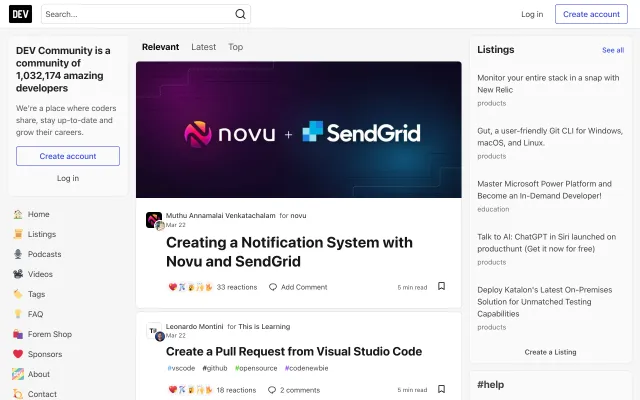 DEV
Search...
Log in
Create account
DEV Community is a
community of
1,032,174 amazing
developers
We're a place where coders
share, stay up-to-date and
grow their careers.
Create account
Log in
Home
Listings
Podcasts
Videos
Tags
FAQ
Forem Shop
Sponsors
About
Contact
Relevant
Latest
Top
novu + SendGrid
Muthu Annamalai Venkatachalam for novu
Mar 22
Creating a Notification System with
Novu and SendGrid
33 reactions
Add Comment
5 min read
Leonardo Montini for This is Learning
Mar 22
Create a Pull Request from Visual Studio Code
#vscode #github #opensource #codenewbie
18 reactions
2 comments
5 min read
Listings
See all
Monitor your entire stack in a snap with
New Relic
products
Gut, a user-friendly Git CLI for Windows,
macOS, and Linux.
products
Master Microsoft Power Platform and
Become an In-Demand Developer!
education
Talk to AI: ChatGPT in Siri launched on
producthunt (Get it now for free)
products
Deploy Katalon's Latest On-Premises
Solution for Unmatched Testing
Capabilities
products
Create a Listing
#help